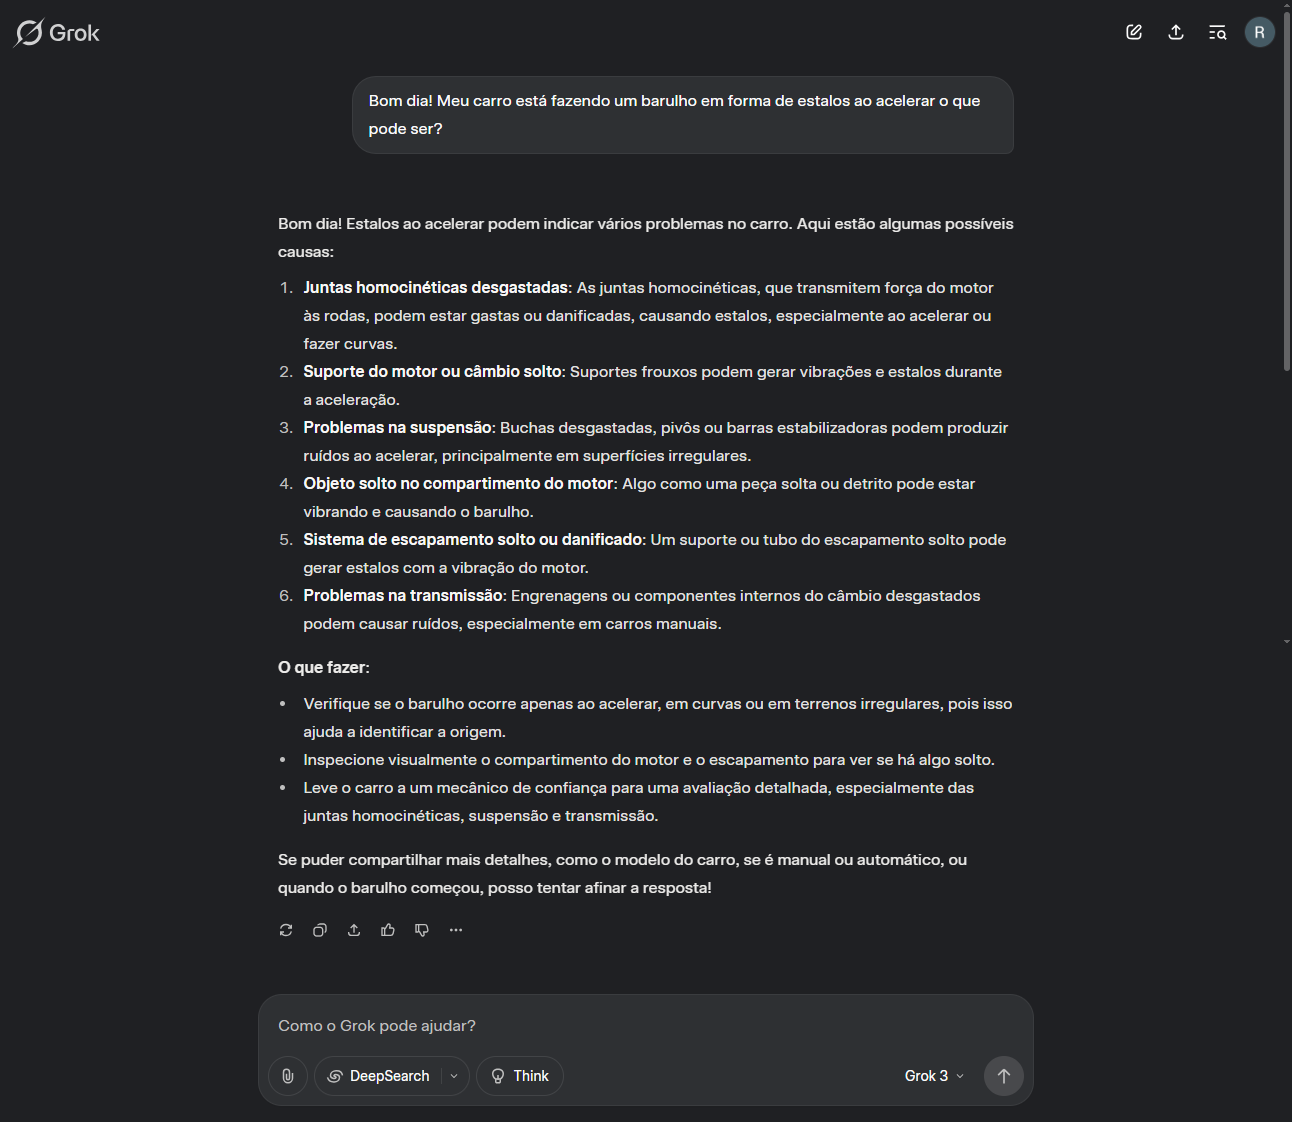 Grok
R
Bom dia! Meu carro está fazendo um barulho em forma de estalos ao acelerar o que
pode ser?
Bom dia! Estalos ao acelerar podem indicar vários problemas no carro. Aqui estão algumas possíveis
causas:
1. Juntas homocinéticas desgastadas: As juntas homocinéticas, que transmitem força do motor
às rodas, podem estar gastas ou danificadas, causando estalos, especialmente ao acelerar ou
fazer curvas.
2. Suporte do motor ou câmbio solto: Suportes frouxos podem gerar vibrações e estalos durante
a aceleração.
3. Problemas na suspensão: Buchas desgastadas, pivôs ou barras estabilizadoras podem produzir
ruídos ao acelerar, principalmente em superfícies irregulares.
4. Objeto solto no compartimento do motor: Algo como uma peça solta ou detrito pode estar
vibrando e causando o barulho.
5. Sistema de escapamento solto ou danificado: Um suporte ou tubo do escapamento solto pode
gerar estalos com a vibração do motor.
6. Problemas na transmissão: Engrenagens ou componentes internos do câmbio desgastados
podem causar ruídos, especialmente em carros manuais.
O que fazer:
• Verifique se o barulho ocorre apenas ao acelerar, em curvas ou em terrenos irregulares, pois isso
ajuda a identificar a origem.
• Inspecione visualmente o compartimento do motor e o escapamento para ver se há algo solto.
• Leve o carro a um mecânico de confiança para uma avaliação detalhada, especialmente das
juntas homocinéticas, suspensão e transmissão.
Se puder compartilhar mais detalhes, como o modelo do carro, se é manual ou automático, ou
quando o barulho começou, posso tentar afinar a resposta!
Como o Grok pode ajudar?
DeepSearch Think Grok 3